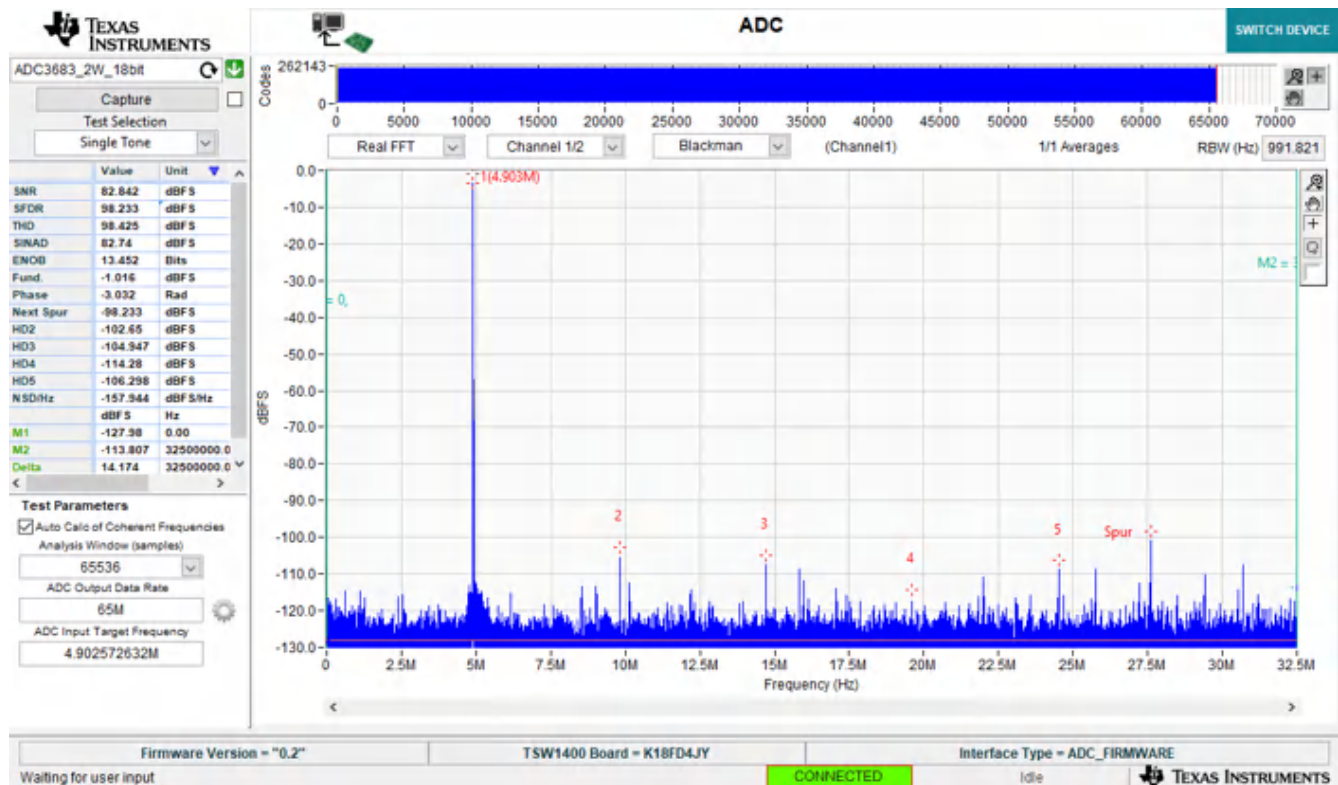 TEXAS INSTRUMENTS
ADC
SWITCH DEVICE
ADC3683_2W_18bit
Capture
Test Selection
Single Tone
Value Unit
SNR 82.842 dBFS
SFDR 98.233 dBFS
THD 98.425 dBFS
SINAD 82.74 dBFS
ENOB 13.452 Bits
Fund. -1.016 dBFS
Phase -3.032 Rad
Next Spur -98.233 dBFS
HD2 -102.65 dBFS
HD3 -104.947 dBFS
HD4 -114.28 dBFS
HD5 -106.298 dBFS
NSD/Hz -157.944 dBFS/Hz
dBFS Hz
M1 -127.98 0.00
M2 -113.807 32500000.0
Delta 14.174 32500000.0
Test Parameters
Auto Calc of Coherent Frequencies
Analysis Window (samples)
65536
ADC Output Data Rate
65M
ADC Input Target Frequency
4.902572632M
Codes
262143
0
0 5000 10000 15000 20000 25000 30000 35000 40000 45000 50000 55000 60000 65000 70000
Real FFT Channel 1/2 Blackman (Channel1) 1/1 Averages RBW (Hz) 991.821
dBFS
0.0
-10.0
-20.0
-30.0
-40.0
-50.0
-60.0
-70.0
-80.0
-90.0
-100.0
-110.0
-120.0
-130.0
1(4.903M)
M2 = 3
= 0,
2
3
4
5
Spur
0 2.5M 5M 7.5M 10M 12.5M 15M 17.5M 20M 22.5M 25M 27.5M 30M 32.5M
Frequency (Hz)
Firmware Version = "0.2" TSW1400 Board = K18FD4JY Interface Type = ADC_FIRMWARE
Waiting for user input CONNECTED Idle TEXAS INSTRUMENTS